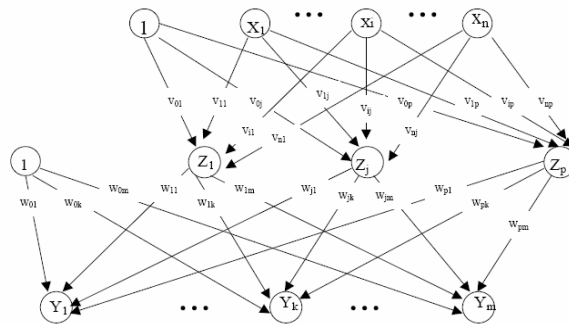 1 X1 ••• Xi ••• Xn
v01 v11 v0j v1j vij v0p v1p vip vnp
vi1 vn1 vnj
1 Z1 Zj Zp
w01 w0k w0m w11 w1k w1m wj1 wjk wjm wp1 wpk
wpm
Y1 ••• Yk ••• Ym